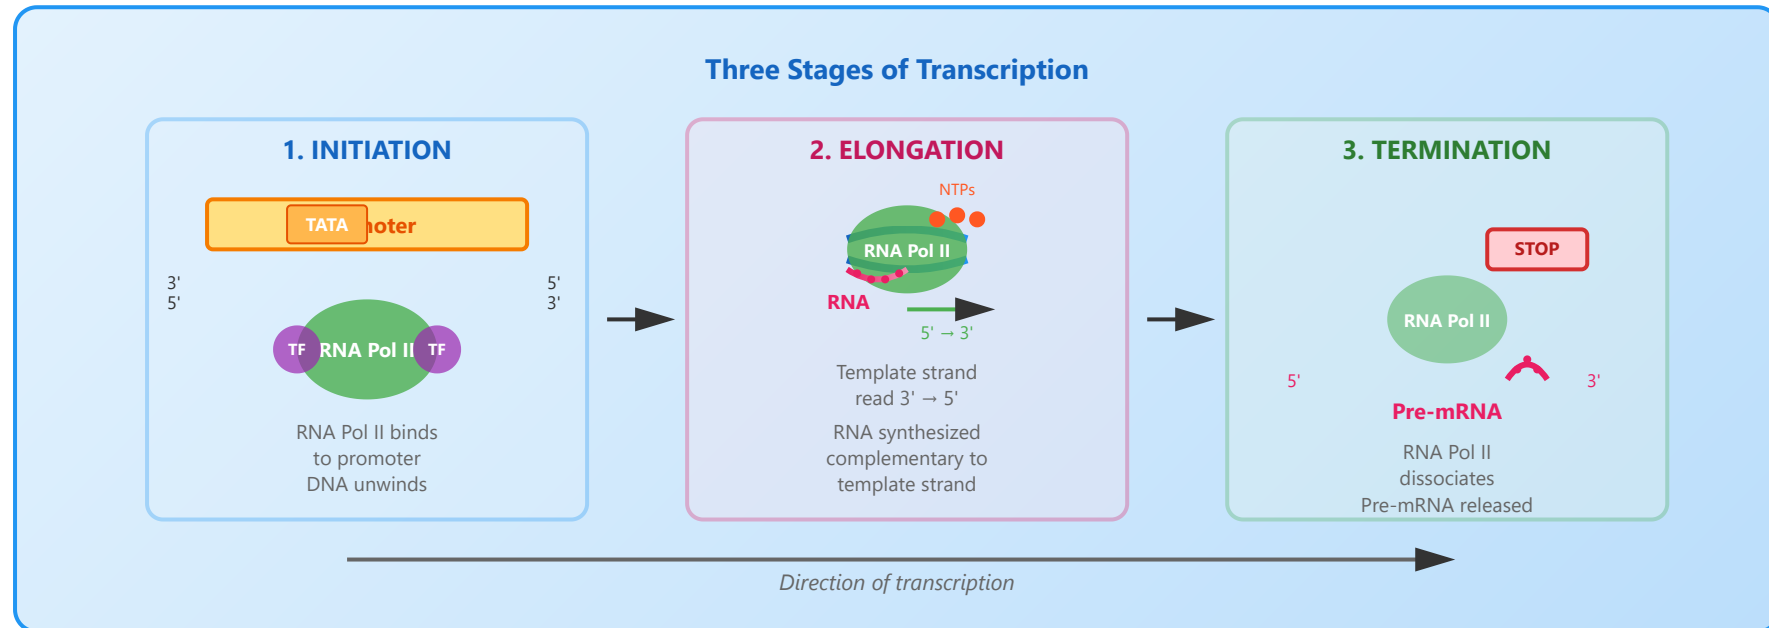 Three Stages of Transcription
1. INITIATION
TATA
3'
5'
5'
3'
TF
RNA Pol II
TF
RNA Pol II binds
to promoter
DNA unwinds
2. ELONGATION
NTPs
RNA Pol II
RNA
5' → 3'
Template strand
read 3' → 5'
RNA synthesized
complementary to
template strand
3. TERMINATION
STOP
RNA Pol II
5'
3'
Pre-mRNA
RNA Pol II
dissociates
Pre-mRNA released
Direction of transcription